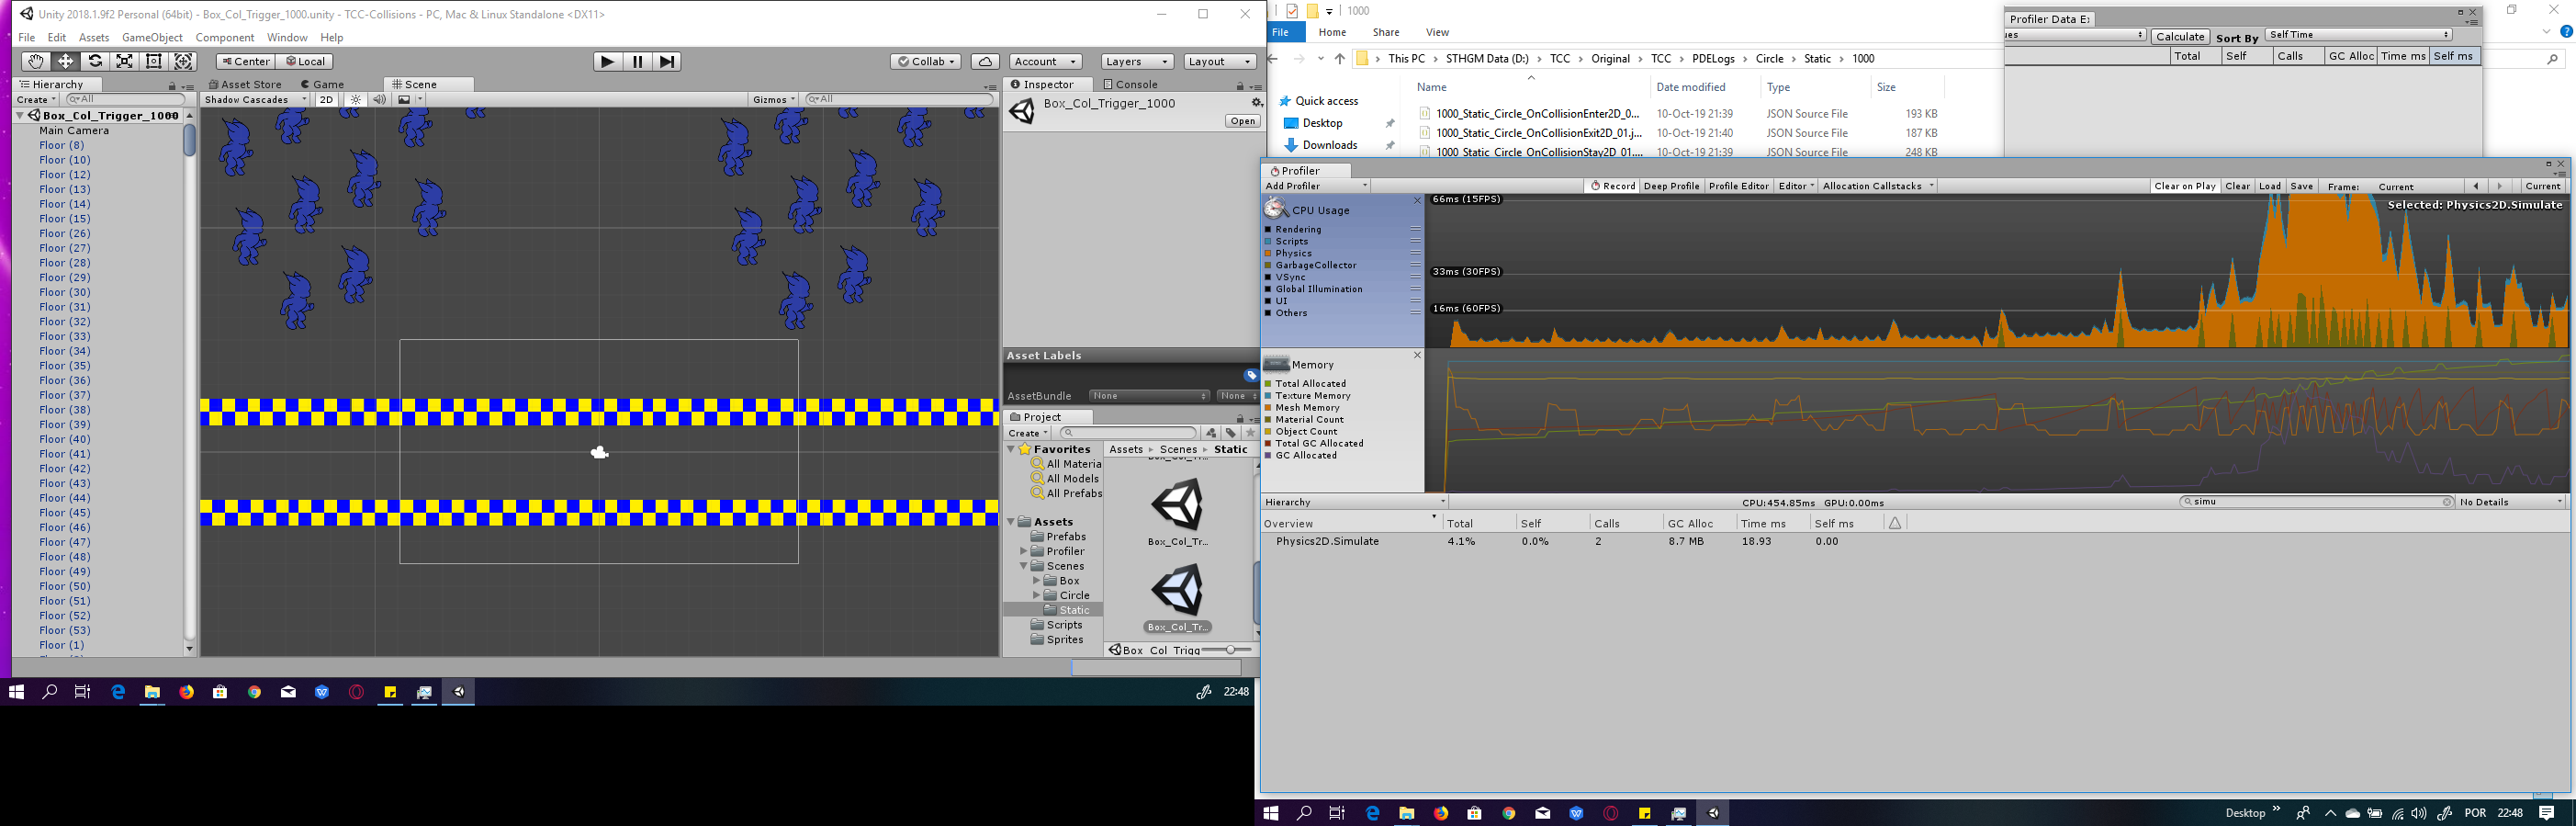 Unity 2018.1.9f2 Personal (64bit) - Box_Col_Trigger_1000.unity - TCC-Collisions - PC, Mac & Linux Standalone <DX11>
File Edit Assets GameObject Component Window Help
Center Local
Collab Account Layers Layout
Hierarchy
Create All
Box_Col_Trigger_1000
Main Camera
Floor (8)
Floor (10)
Floor (12)
Floor (13)
Floor (14)
Floor (15)
Floor (26)
Floor (27)
Floor (28)
Floor (29)
Floor (30)
Floor (31)
Floor (32)
Floor (33)
Floor (34)
Floor (35)
Floor (36)
Floor (37)
Floor (38)
Floor (39)
Floor (40)
Floor (41)
Floor (42)
Floor (43)
Floor (44)
Floor (45)
Floor (46)
Floor (47)
Floor (48)
Floor (49)
Floor (50)
Floor (51)
Floor (52)
Floor (53)
Floor (1)
Asset Store Game Scene
Shadow Cascades 2D Gizmos All
Inspector Console
Box_Col_Trigger_1000
Open
Asset Labels
AssetBundle None None
Project
Create
Favorites
All Materia
All Models
All Prefabs
Assets
Prefabs
Profiler
Scenes
Box
Circle
Static
Scripts
Sprites
Assets Scenes Static
Box_Col_Tr...
Box_Col_Tr...
Box_Col_Trigg
22:48
1000
File Home Share View
This PC STHGM Data (D:) TCC Original TCC PDELogs Circle Static 1000
Name Date modified Type Size
Quick access
Desktop
Downloads
1000_Static_Circle_OnCollisionEnter2D_0... 10-Oct-19 21:39 JSON Source File 193 KB
1000_Static_Circle_OnCollisionExit2D_01.j... 10-Oct-19 21:40 JSON Source File 187 KB
1000_Static_Circle_OnCollisionStay2D_01.... 10-Oct-19 21:39 JSON Source File 248 KB
Profiler Data E
ues Calculate Sort By Self Time
Total Self Calls GC Alloc Time ms Self ms
Profiler
Add Profiler Record Deep Profile Profile Editor Editor Allocation Callstacks Clear on Play Clear Load Save Frame: Current Current
CPU Usage
Rendering
Scripts
Physics
GarbageCollector
VSync
Global Illumination
UI
Others
66ms (15FPS)
33ms (30FPS)
16ms (60FPS)
Selected: Physics2D.Simulate
Memory
Total Allocated
Texture Memory
Mesh Memory
Material Count
Object Count
Total GC Allocated
GC Allocated
Hierarchy CPU:454.85ms GPU:0.00ms simu No Details
Overview Total Self Calls GC Alloc Time ms Self ms
Physics2D.Simulate 4.1% 0.0% 2 8.7 MB 18.93 0.00
Desktop POR 22:48